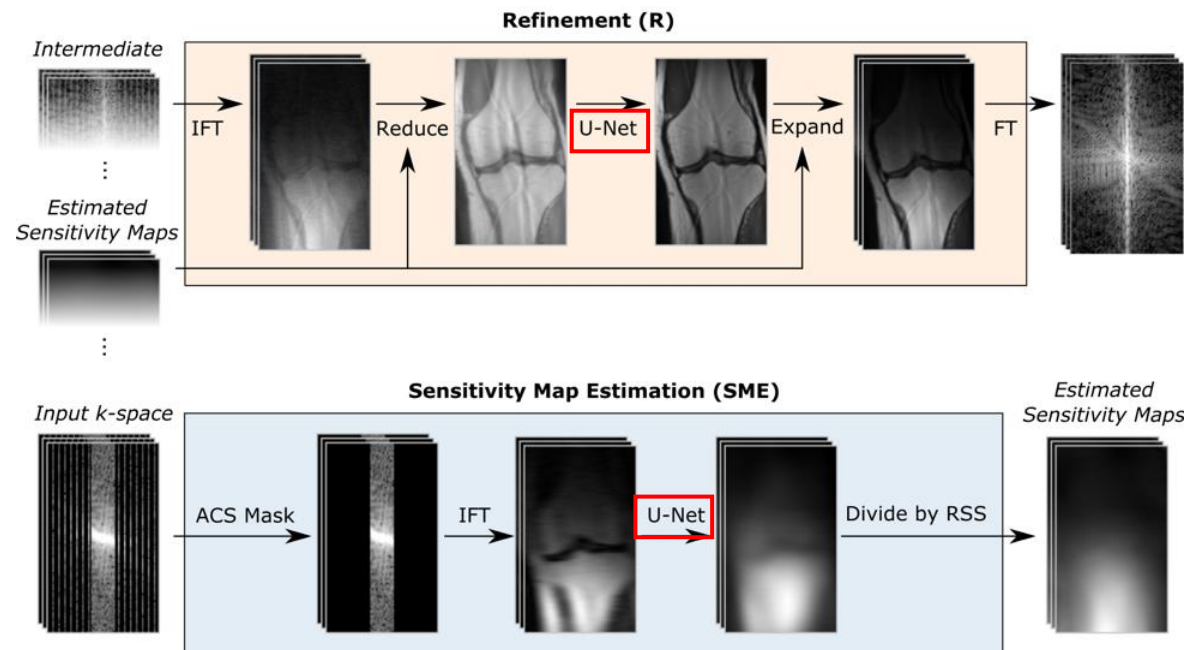 Refinement (R)
Intermediate
IFT
Reduce
U-Net
Expand
FT
⋮
Estimated
Sensitivity Maps
⋮
Sensitivity Map Estimation (SME)
Input k-space
Estimated
Sensitivity Maps
ACS Mask
IFT
U-Net
Divide by RSS